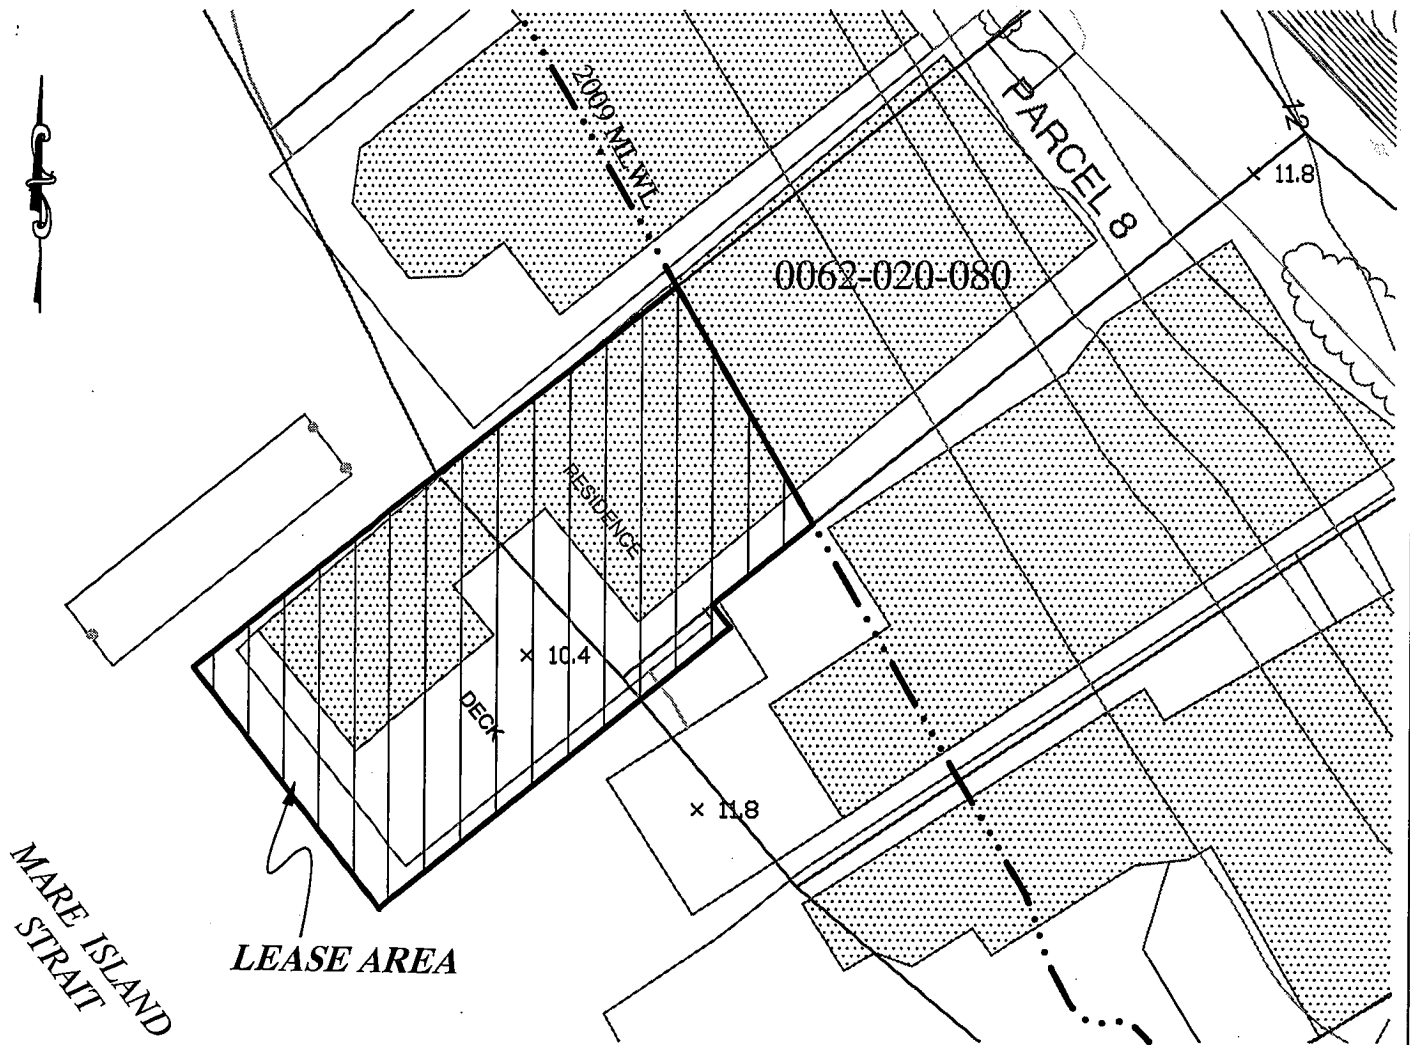 2009 MLWL
PARCEL 8
12
11.8
0062-020-080
RESIDENCE
10.4
DECK
11.8
MARE ISLAND
STRAIT
LEASE AREA